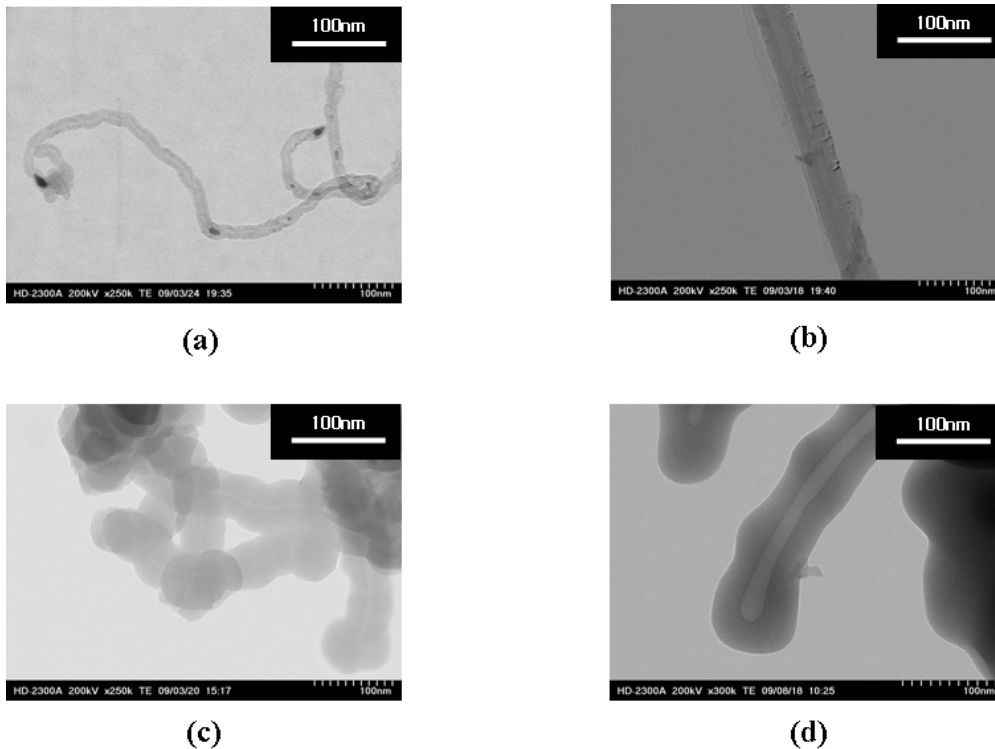 100nm
HD-2300A 200kV x250k TE 09/03/24 19:35
100nm
(a)
100nm
HD-2300A 200kV x250k TE 09/03/18 19:40
100nm
(b)
100nm
HD-2300A 200kV x250k TE 09/03/20 15:17
100nm
(c)
100nm
HD-2300A 200kV x300k TE 09/08/18 10:25
100nm
(d)